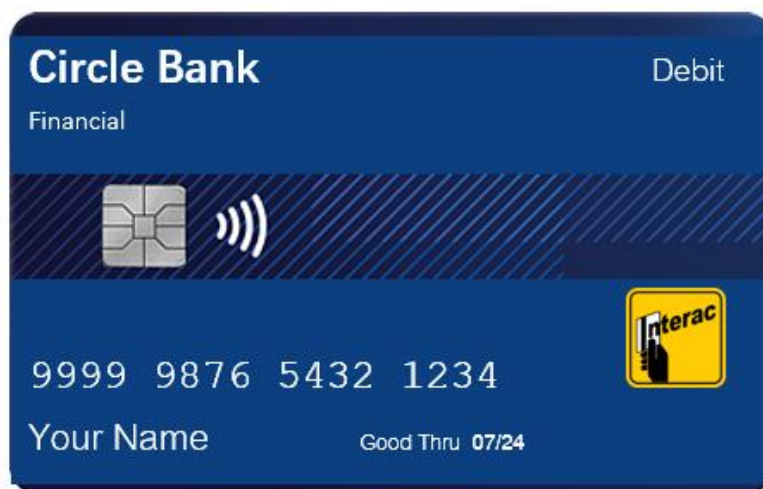 Circle Bank
Debit
Financial
Interac
9999 9876 5432 1234
Your Name
Good Thru 07/24